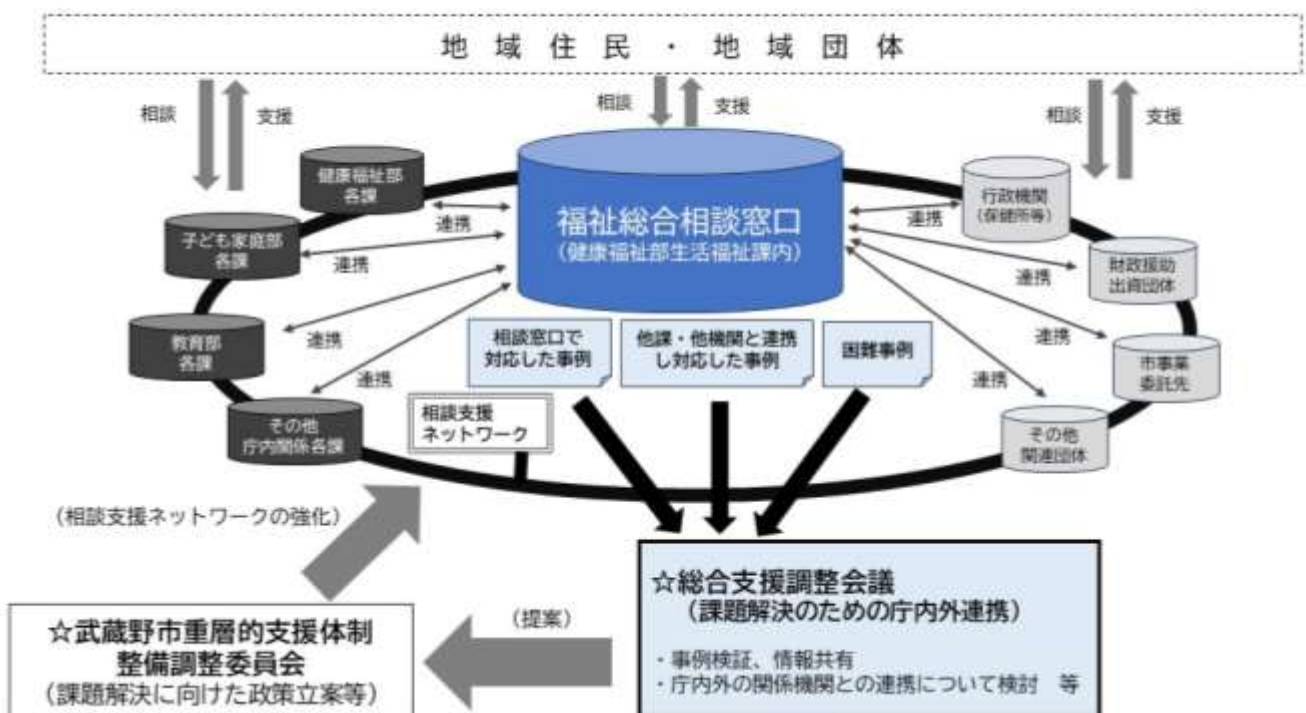 地域住民・地域団体
相談
支援
相談
支援
相談
支援
健康福祉部
各課
子ども家庭部
各課
教育部
各課
その他
庁内関係各課
連携
連携
連携
連携
福祉総合相談窓口
（健康福祉部生活福祉課内）
行政機関
（保健所等）
財政援助
出資団体
市事業
委託先
その他
関連団体
連携
連携
連携
連携
相談窓口で
対応した事例
他課・他機関と連携
し対応した事例
困難事例
相談支援
ネットワーク
（相談支援ネットワークの強化）
☆総合支援調整会議
（課題解決のための庁内外連携）
・事例検証、情報共有
・庁内外の関係機関との連携について検討　等
（提案）
☆武蔵野市重層的支援体制
整備調整委員会
（課題解決に向けた政策立案等）